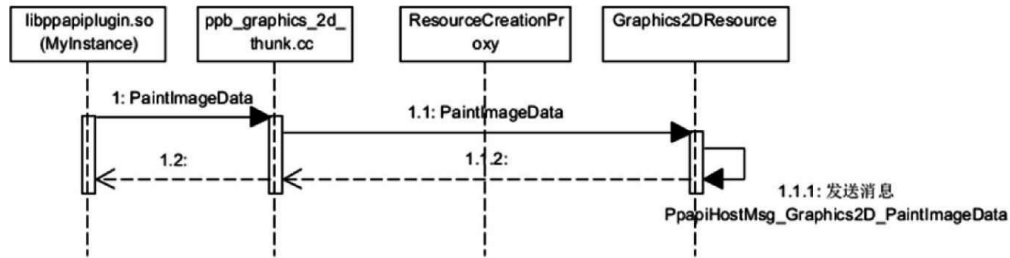 libppapiplugin.so
(MyInstance)
ppb_graphics_2d_
thunk.cc
ResourceCreationPr
oxy
Graphics2DResource
1: PaintImageData
1.1: PaintImageData
1.2:
1.1.2:
1.1.1: 发送消息
PpapiHostMsg_Graphics2D_PaintImageData